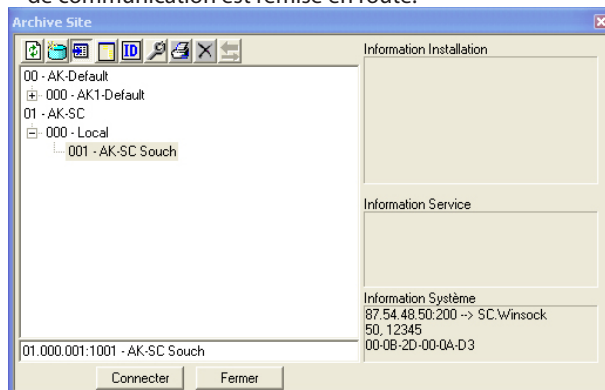 de communication est remise en route.
Archive Site
ID
00 - AK-Default
000 - AK1-Default
01 - AK-SC
000 - Local
001 - AK-SC Souch
01.000.001:1001 - AK-SC Souch
Connecter
Fermer
Information Installation
Information Service
Information Système
87.54.48.50:200 --> SC.Winsock
50, 12345
00-0B-2D-00-0A-D3